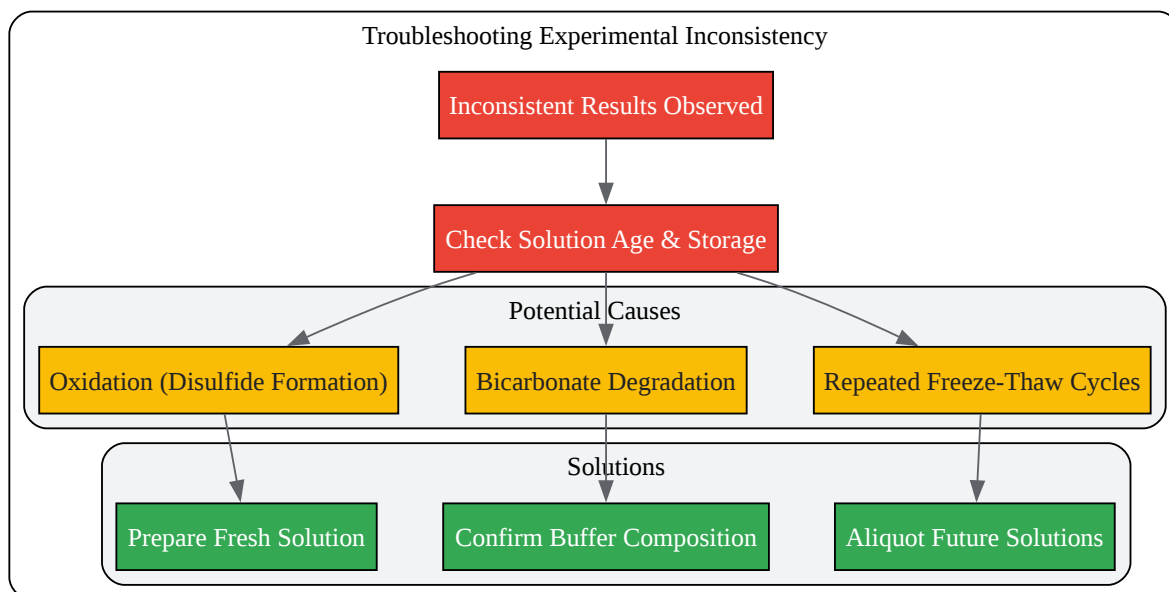 Troubleshooting Experimental Inconsistency
Inconsistent Results Observed
Check Solution Age & Storage
Potential Causes
Oxidation (Disulfide Formation)
Bicarbonate Degradation
Repeated Freeze-Thaw Cycles
Solutions
Prepare Fresh Solution
Confirm Buffer Composition
Aliquot Future Solutions